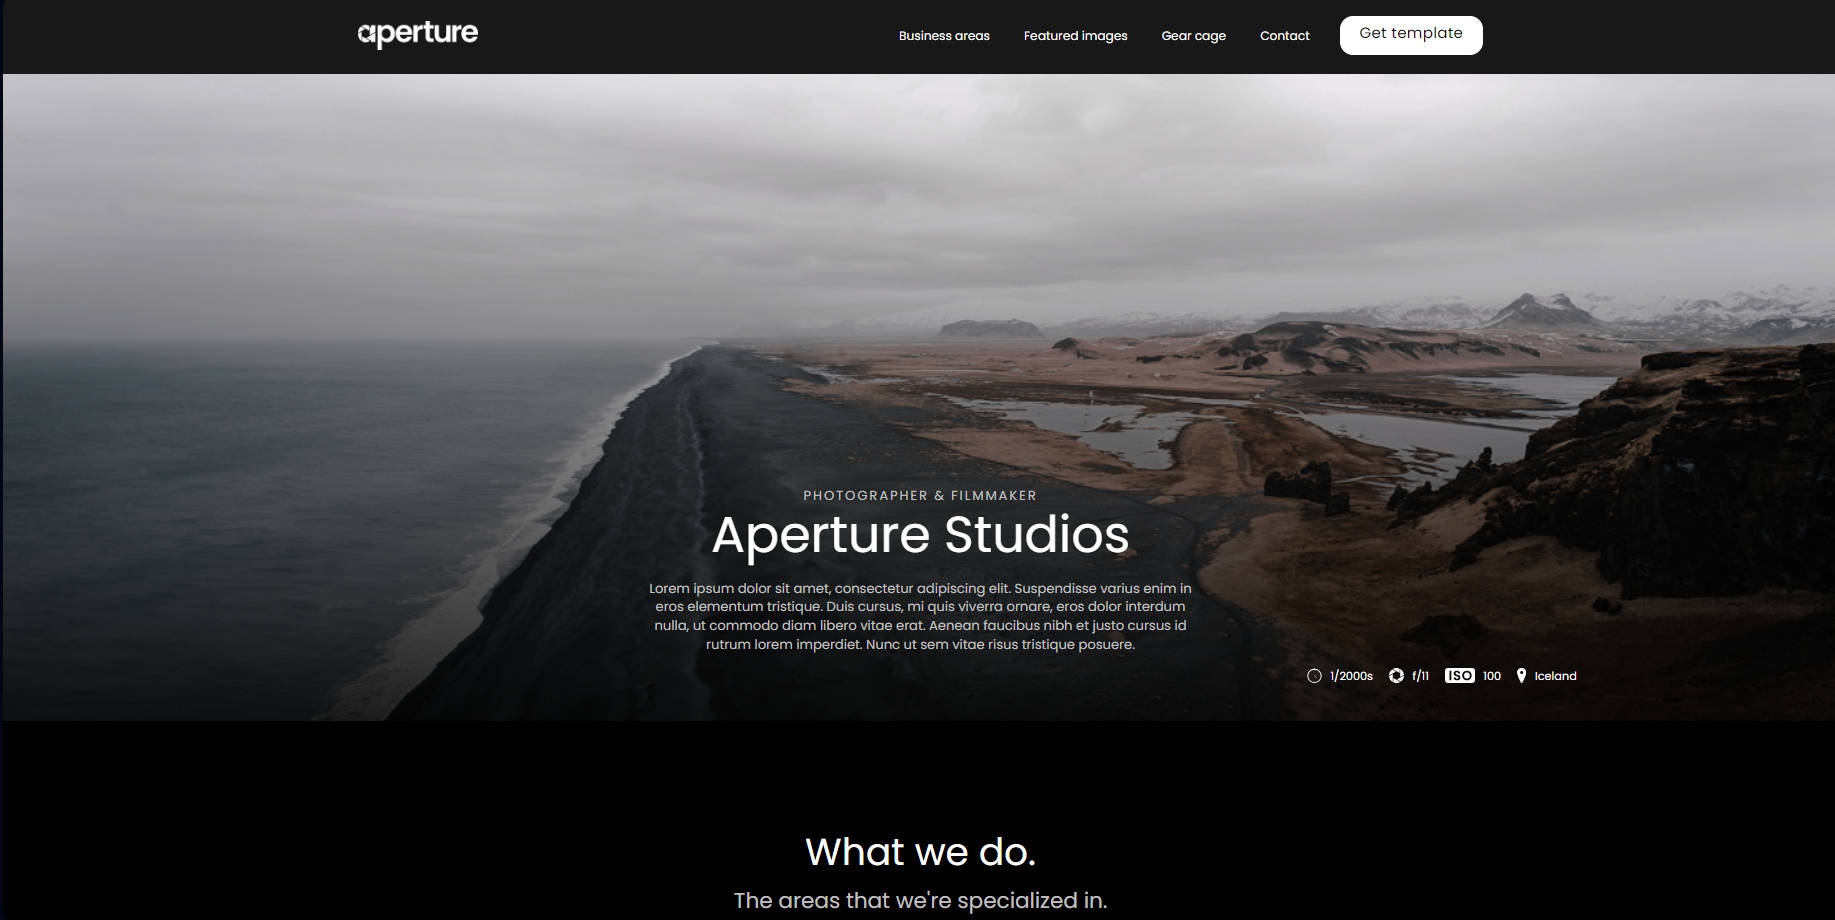 aperture
Business areas Featured images Gear cage Contact Get template
PHOTOGRAPHER & FILMMAKER
Aperture Studios
Lorem ipsum dolor sit amet, consectetur adipiscing elit. Suspendisse varius enim in
eros elementum tristique. Duis cursus, mi quis viverra ornare, eros dolor interdum
nulla, ut commodo diam libero vitae erat. Aenean faucibus nibh et justo cursus id
rutrum lorem imperdiet. Nunc ut sem vitae risus tristique posuere.
1/2000s f/11 ISO 100 Iceland
What we do.
The areas that we're specialized in.